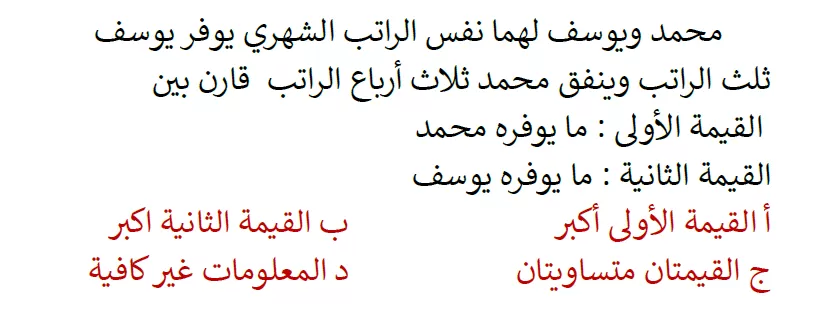 محمد ويوسف لهما نفس الراتب الشهري يوفر يوسف
ثلث الراتب وينفق محمد ثلاث أرباع الراتب قارن بين
القيمة الأولى : ما يوفره محمد
القيمة الثانية : ما يوفره يوسف
أ القيمة الأولى أكبر ب القيمة الثانية اكبر
ج القيمتان متساويتان د المعلومات غير كافية